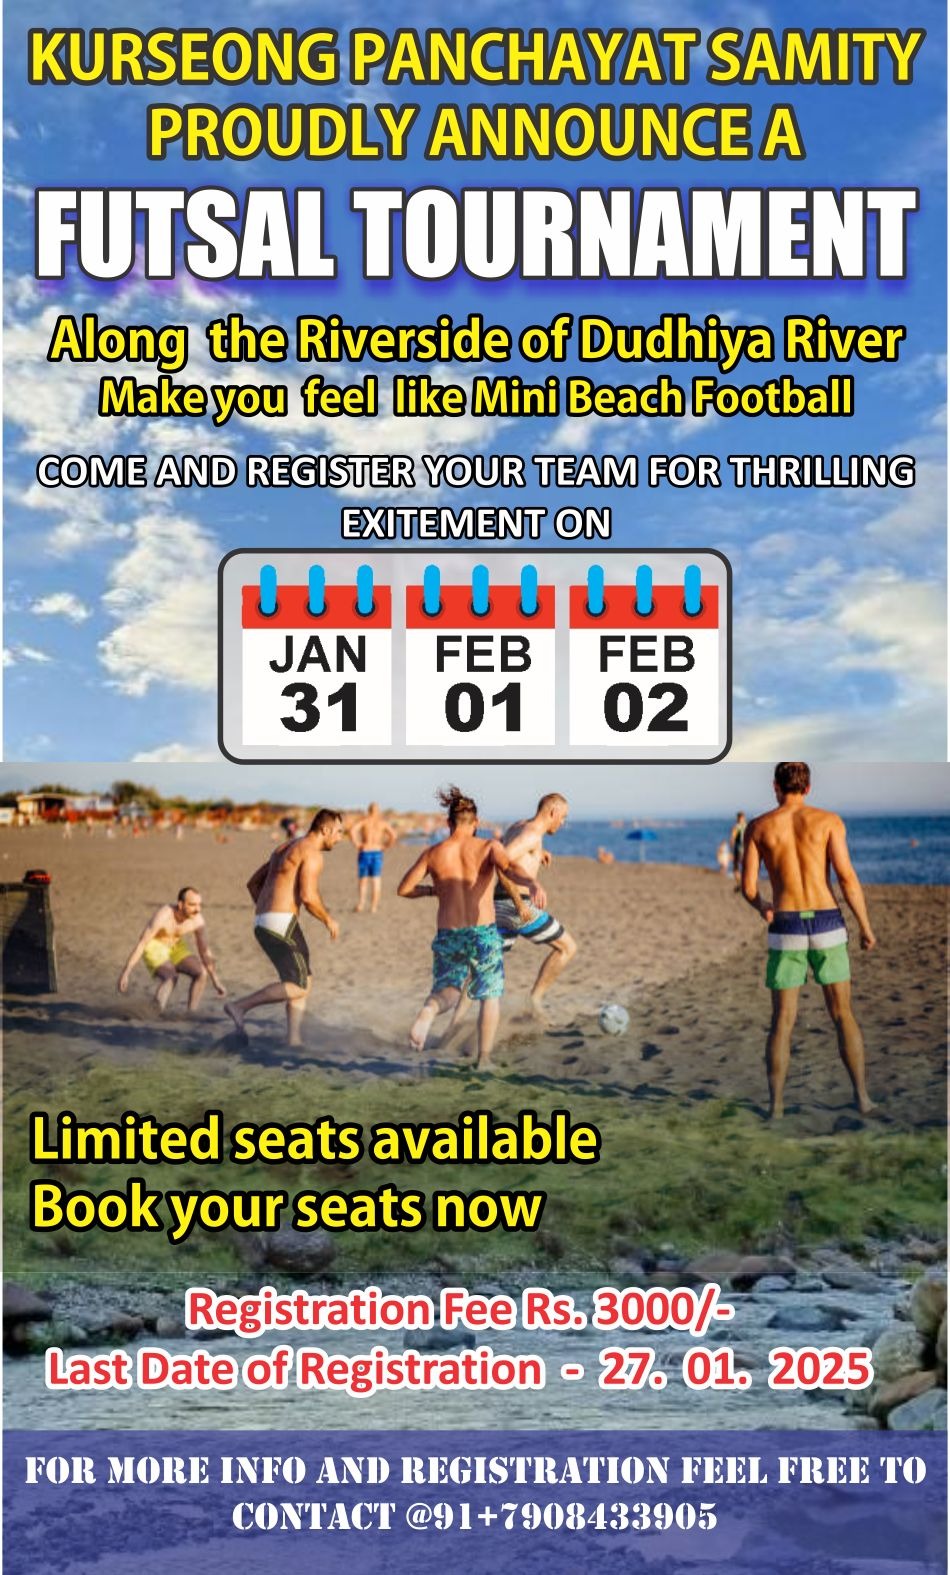 KURSEONG PANCHAYAT SAMITY
PROUDLY ANNOUNCE A
FUTSAL TOURNAMENT
Along the Riverside of Dudhiya River
Make you feel like Mini Beach Football
COME AND REGISTER YOUR TEAM FOR THRILLING
EXITEMENT ON
JAN FEB FEB
31 01 02
Limited seats available
Book your seats now
Registration Fee Rs. 3000/-
Last Date of Registration - 27. 01. 2025
FOR MORE INFO AND REGISTRATION FEEL FREE TO
CONTACT @91+7908433905